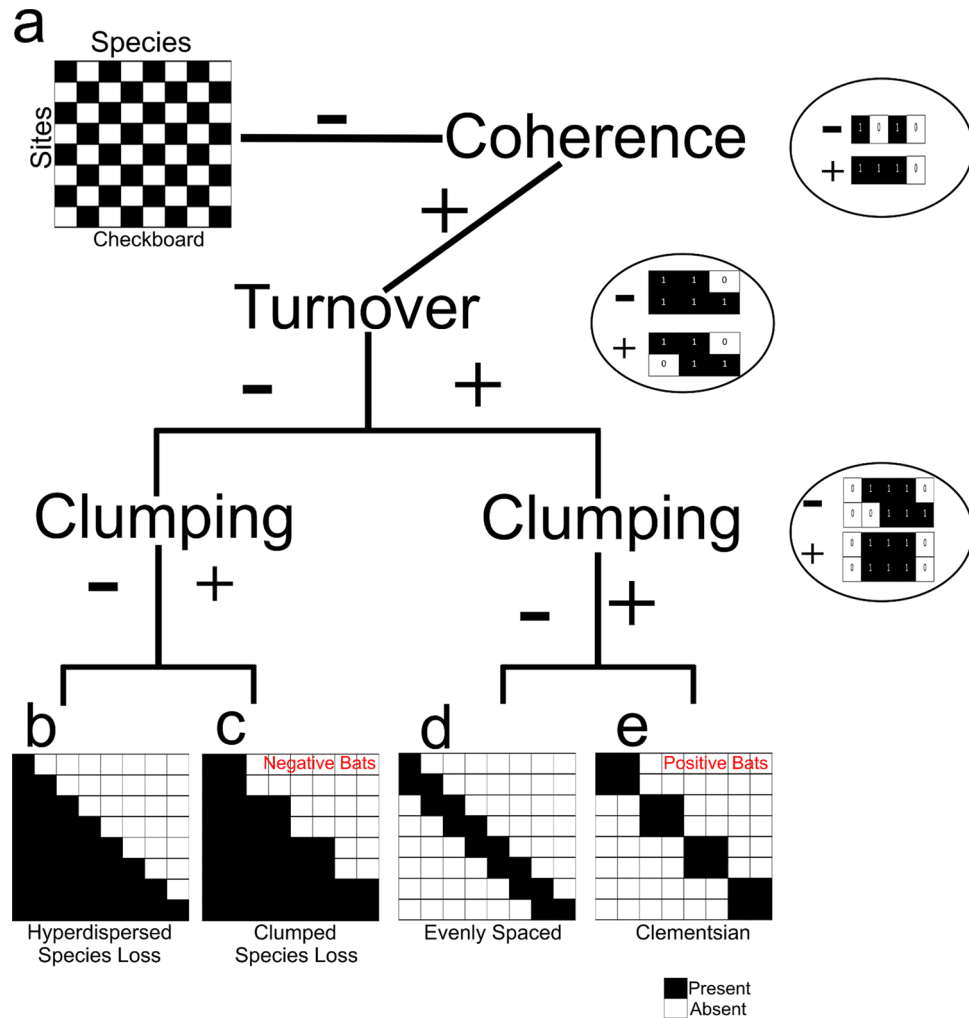 a
Species
Sites
Checkboard
-
Coherence
- 1 0 1 0
+ 1 1 1 0
+
Turnover
- 1 1 0
1 1 1
+ 1 1 0
0 1 1
- +
Clumping
Clumping
- 0 1 1 1 0
0 0 1 1 1
+ 0 1 1 1 0
0 1 1 1 0
- +
- +
b
c
d
e
Negative Bats
Positive Bats
Hyperdispersed
Species Loss
Clumped
Species Loss
Evenly Spaced
Clementsian
Present
Absent